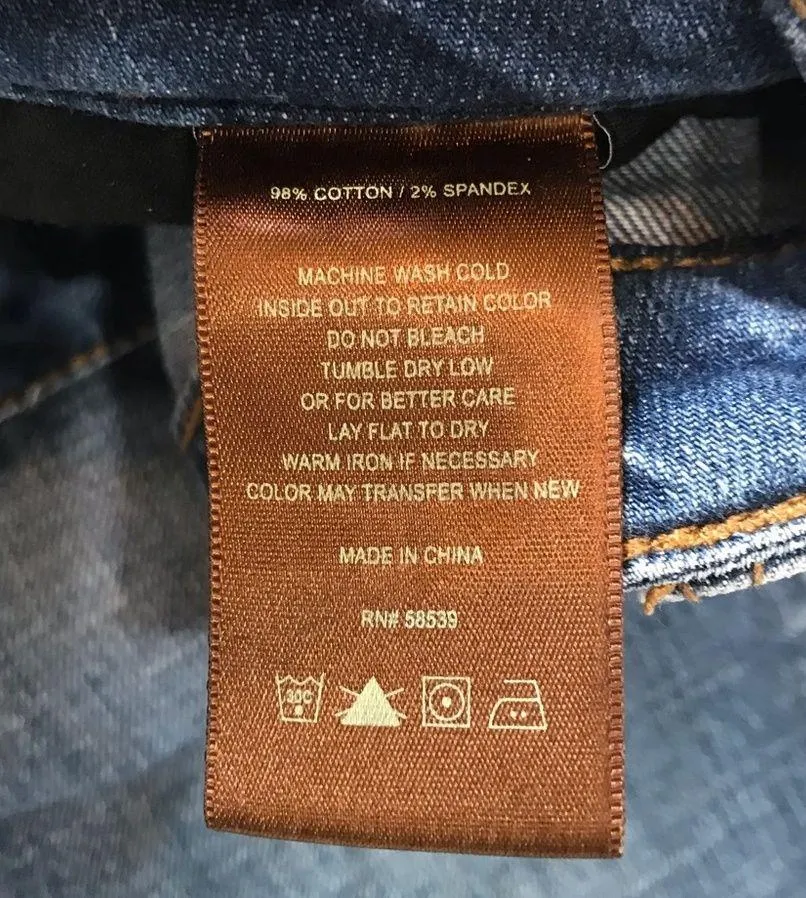 98% COTTON / 2% SPANDEX
MACHINE WASH COLD
INSIDE OUT TO RETAIN COLOR
DO NOT BLEACH
TUMBLE DRY LOW
OR FOR BETTER CARE
LAY FLAT TO DRY
WARM IRON IF NECESSARY
COLOR MAY TRANSFER WHEN NEW
MADE IN CHINA
RN# 58539
30C